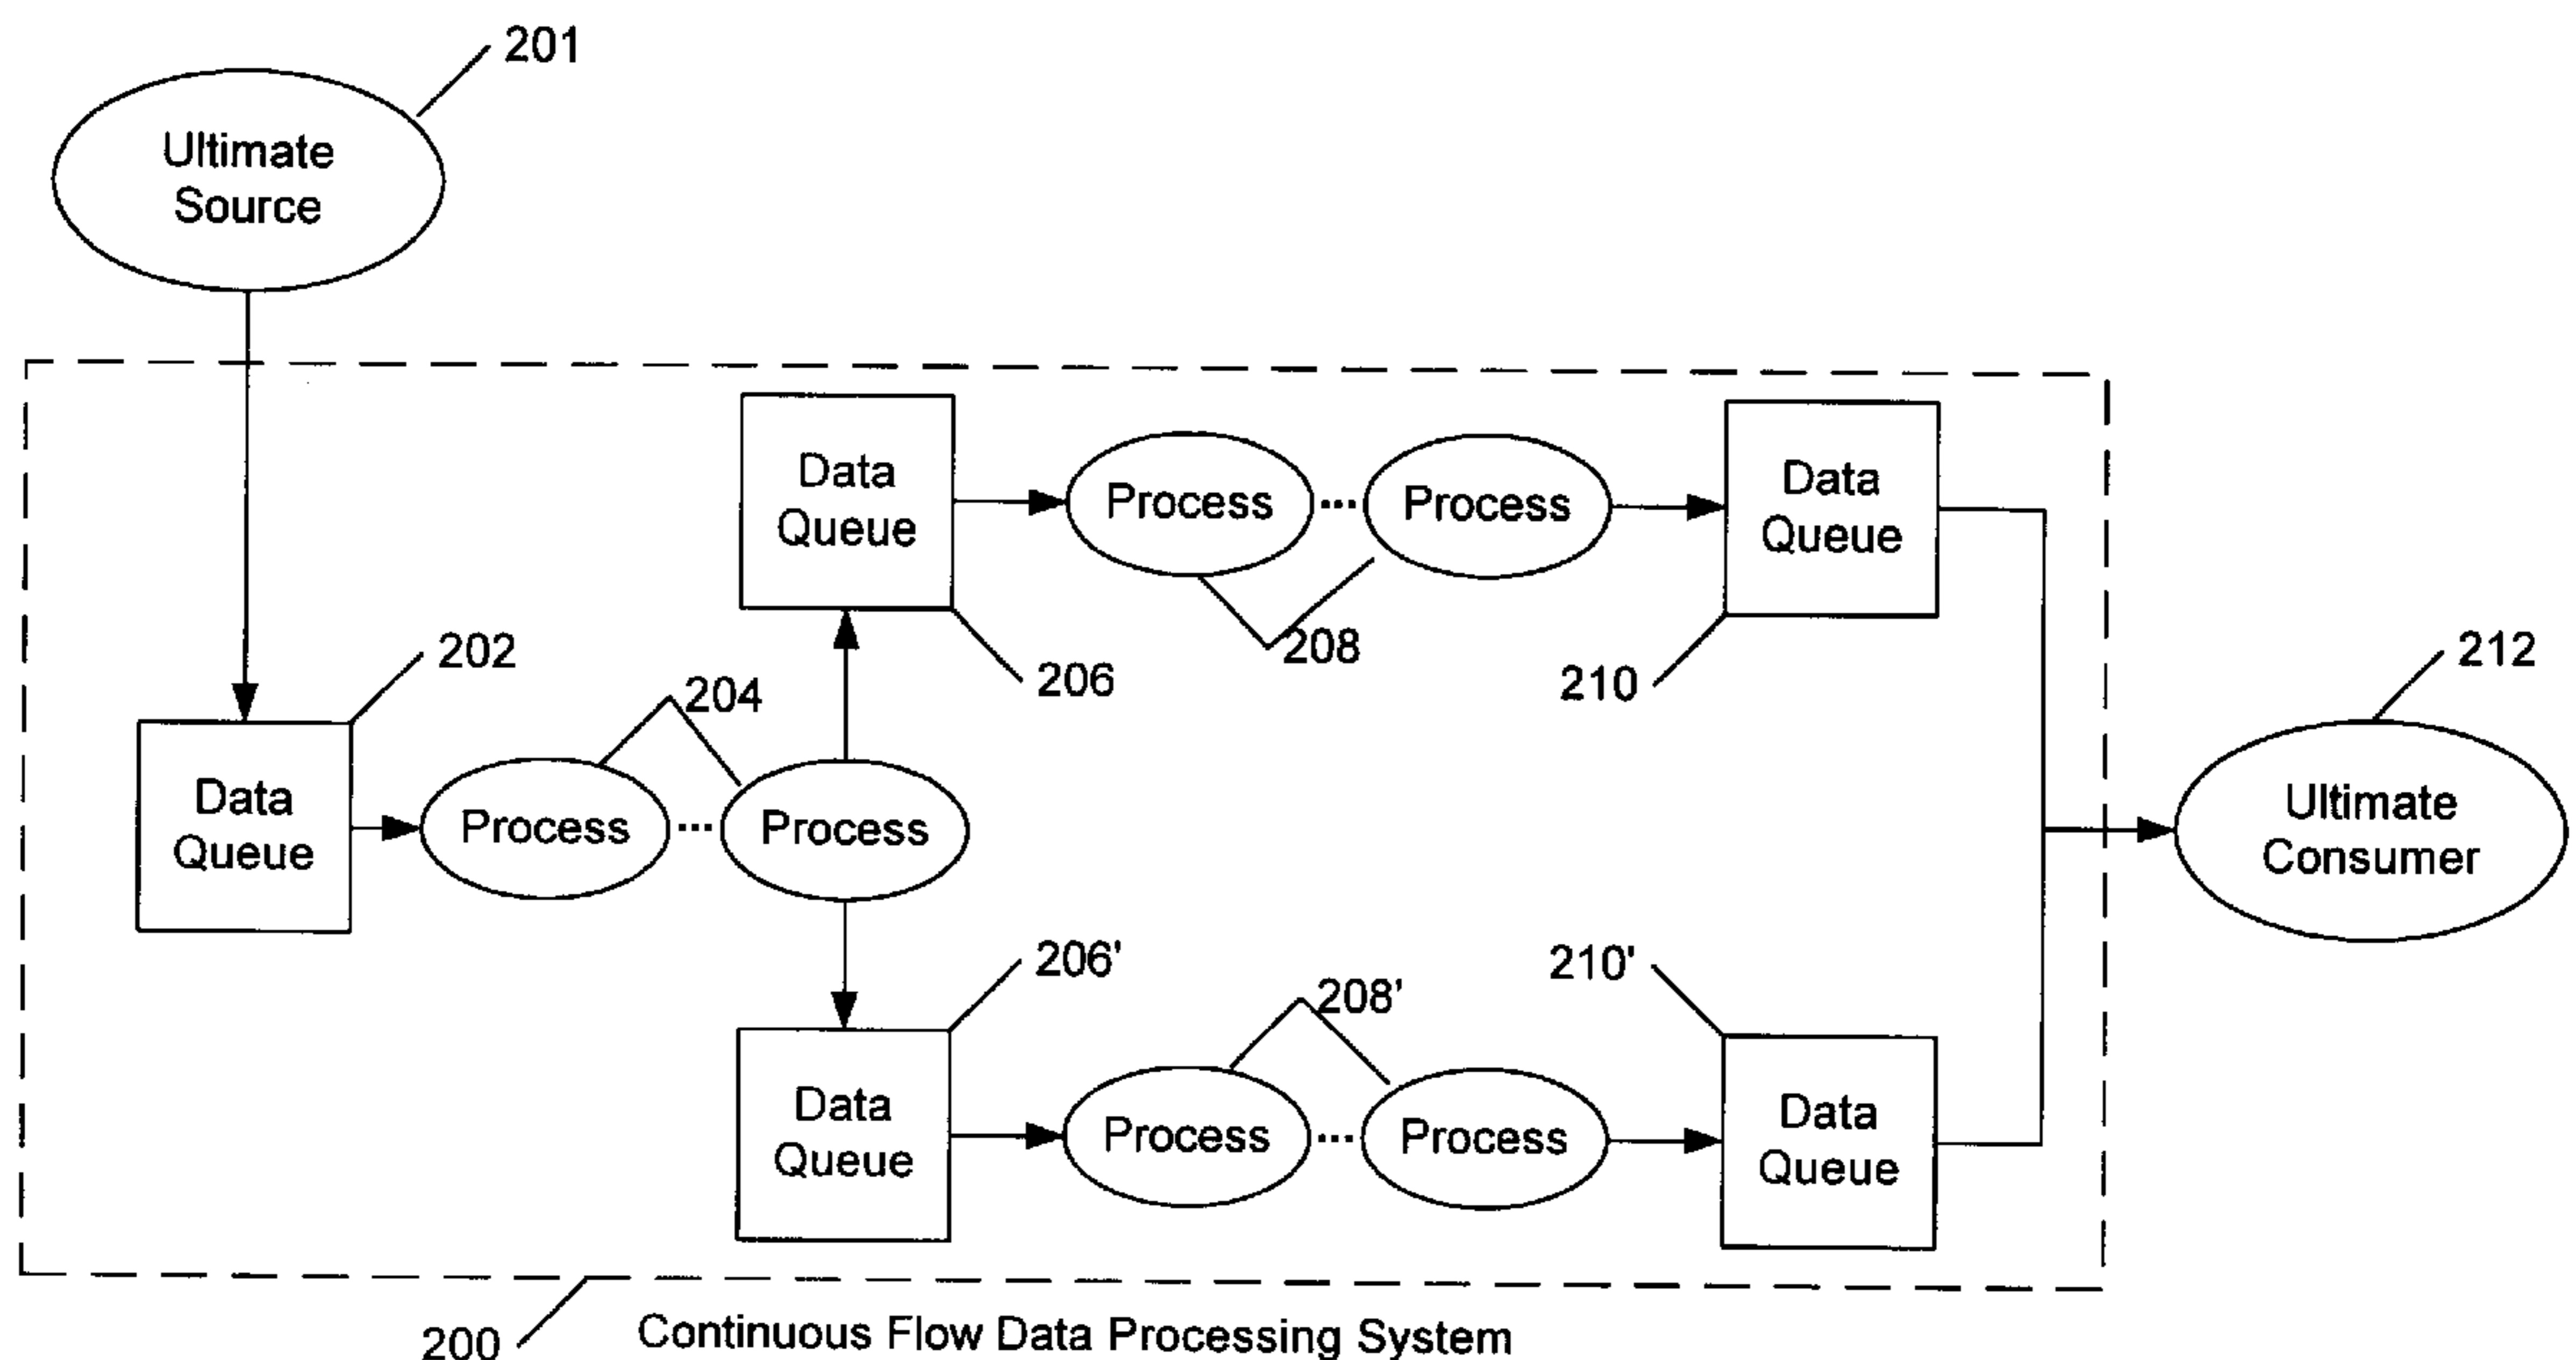 201
Ultimate
Source
Data
Queue
Process
...
Process
Data
Queue
208
206
210
202
204
212
Data
Queue
Process
...
Process
Ultimate
Consumer
206'
208'
210'
Data
Queue
Process
...
Process
Data
Queue
200
Continuous Flow Data Processing System